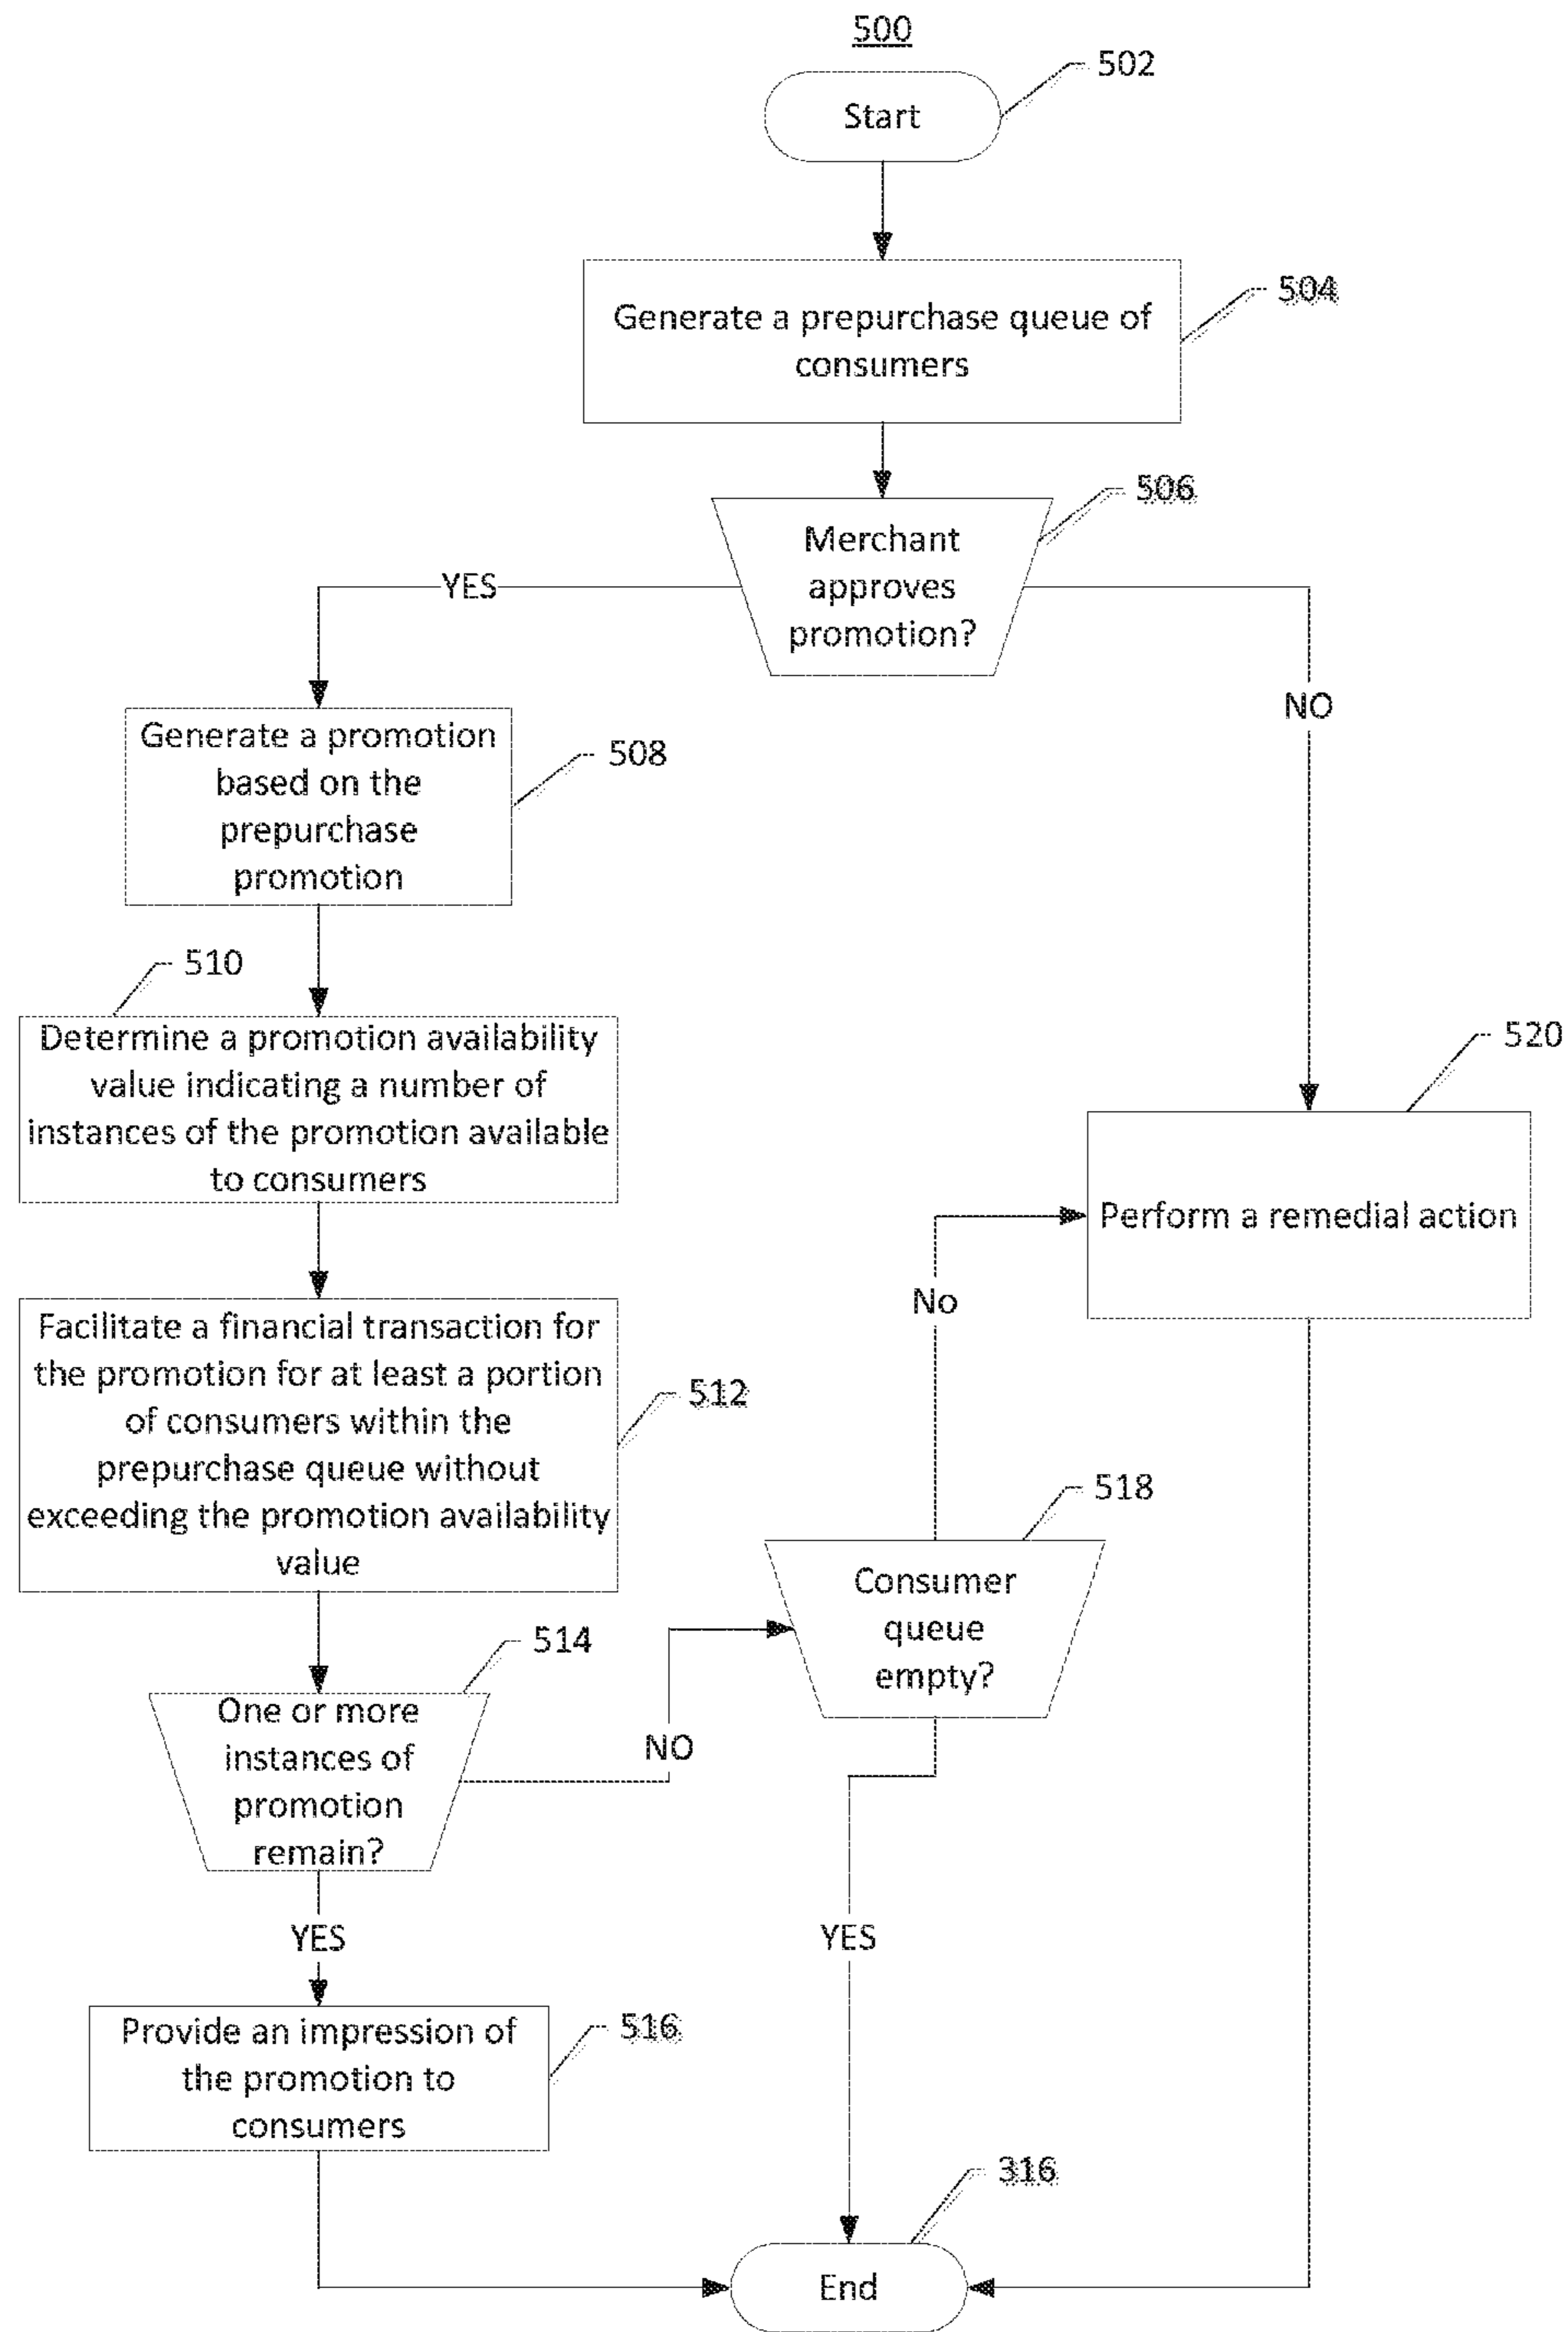 500
502
Start
504
Generate a prepurchase queue of
consumers
506
Merchant
approves
promotion?
YES
NO
Generate a promotion
based on the
prepurchase
promotion
508
510
Determine a promotion availability
value indicating a number of
instances of the promotion available
to consumers
520
Perform a remedial action
Facilitate a financial transaction for
the promotion for at least a portion
of consumers within the
prepurchase queue without
exceeding the promotion availability
value
512
No
518
Consumer
queue
empty?
514
One or more
instances of
promotion
remain?
NO
YES
YES
Provide an impression of
the promotion to
consumers
516
316
End